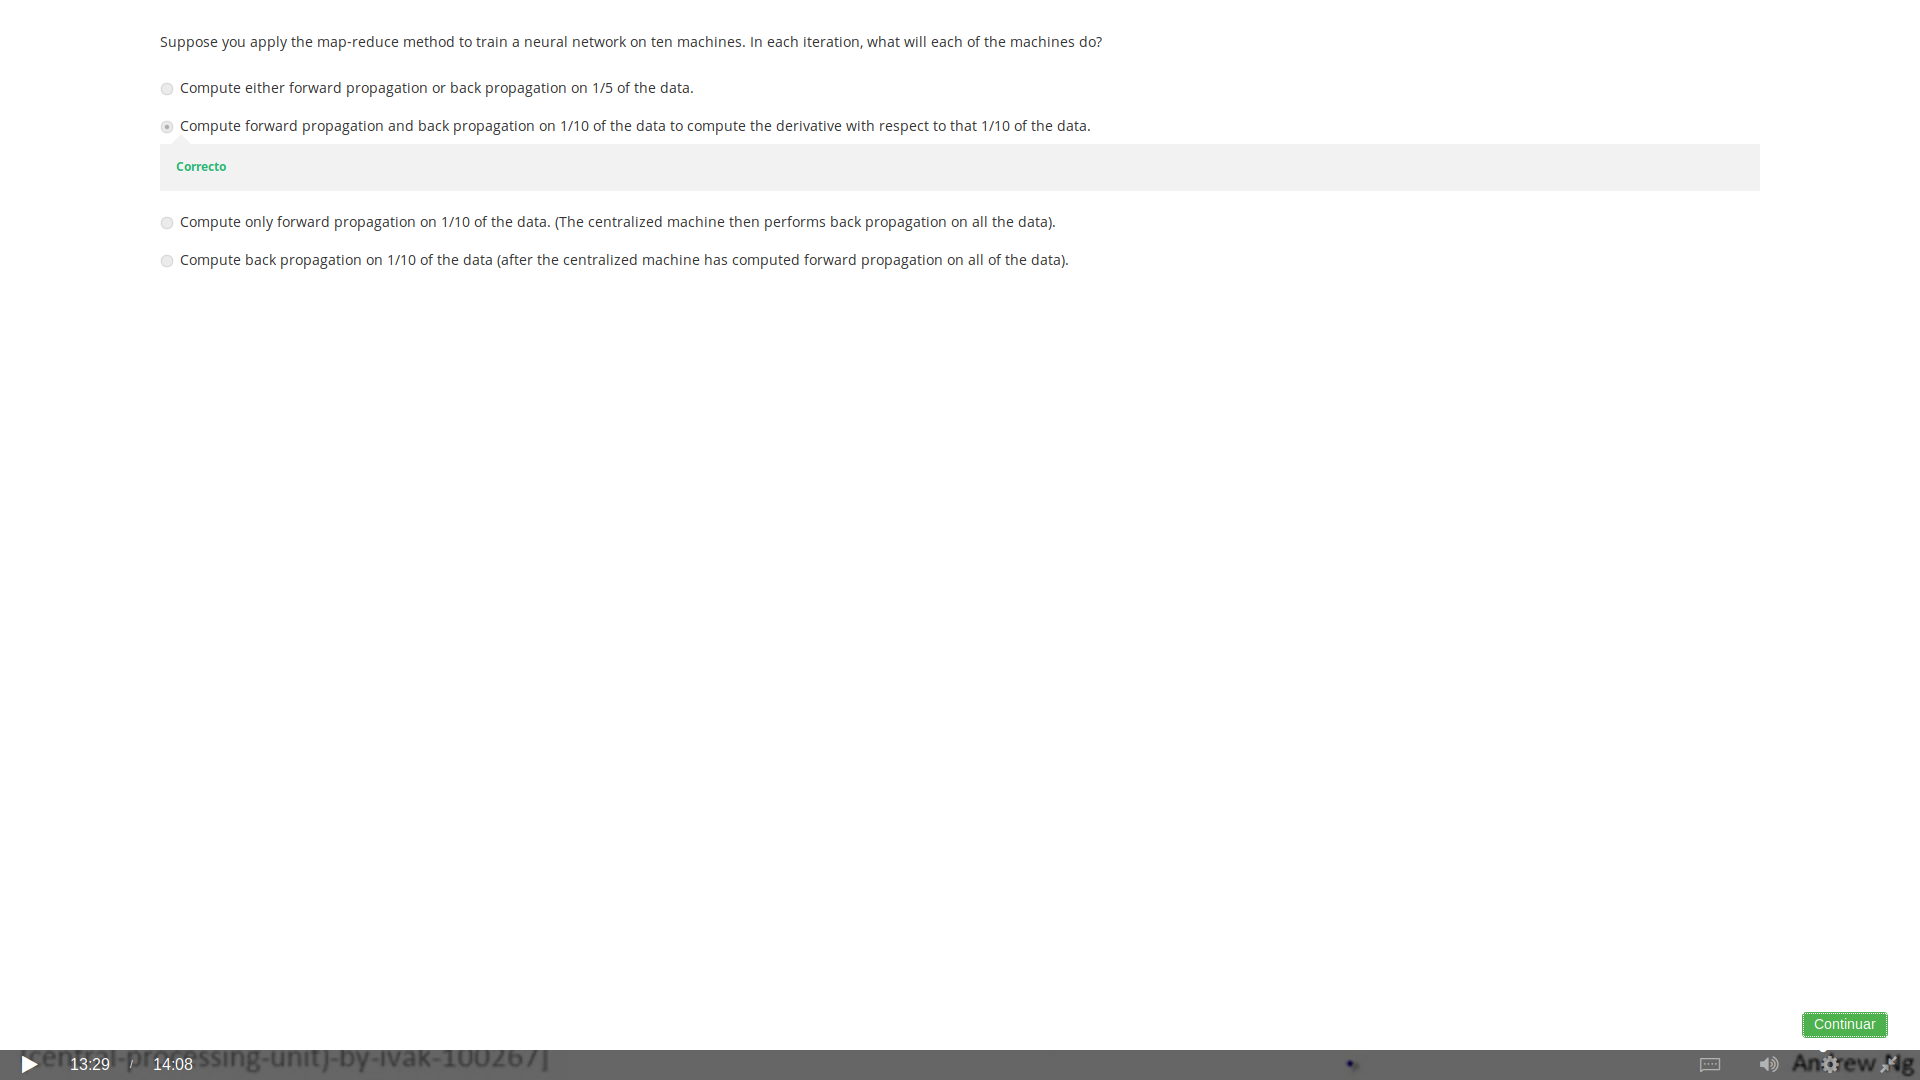 Suppose you apply the map-reduce method to train a neural network on ten machines. In each iteration, what will each of the machines do?
Compute either forward propagation or back propagation on 1/5 of the data.
Compute forward propagation and back propagation on 1/10 of the data to compute the derivative with respect to that 1/10 of the data.
Correcto
Compute only forward propagation on 1/10 of the data. (The centralized machine then performs back propagation on all the data).
Compute back propagation on 1/10 of the data (after the centralized machine has computed forward propagation on all of the data).
Continuar
[central-processing-unit)-by-ivak-100267]
13:29 / 14:08
Andrew Ng